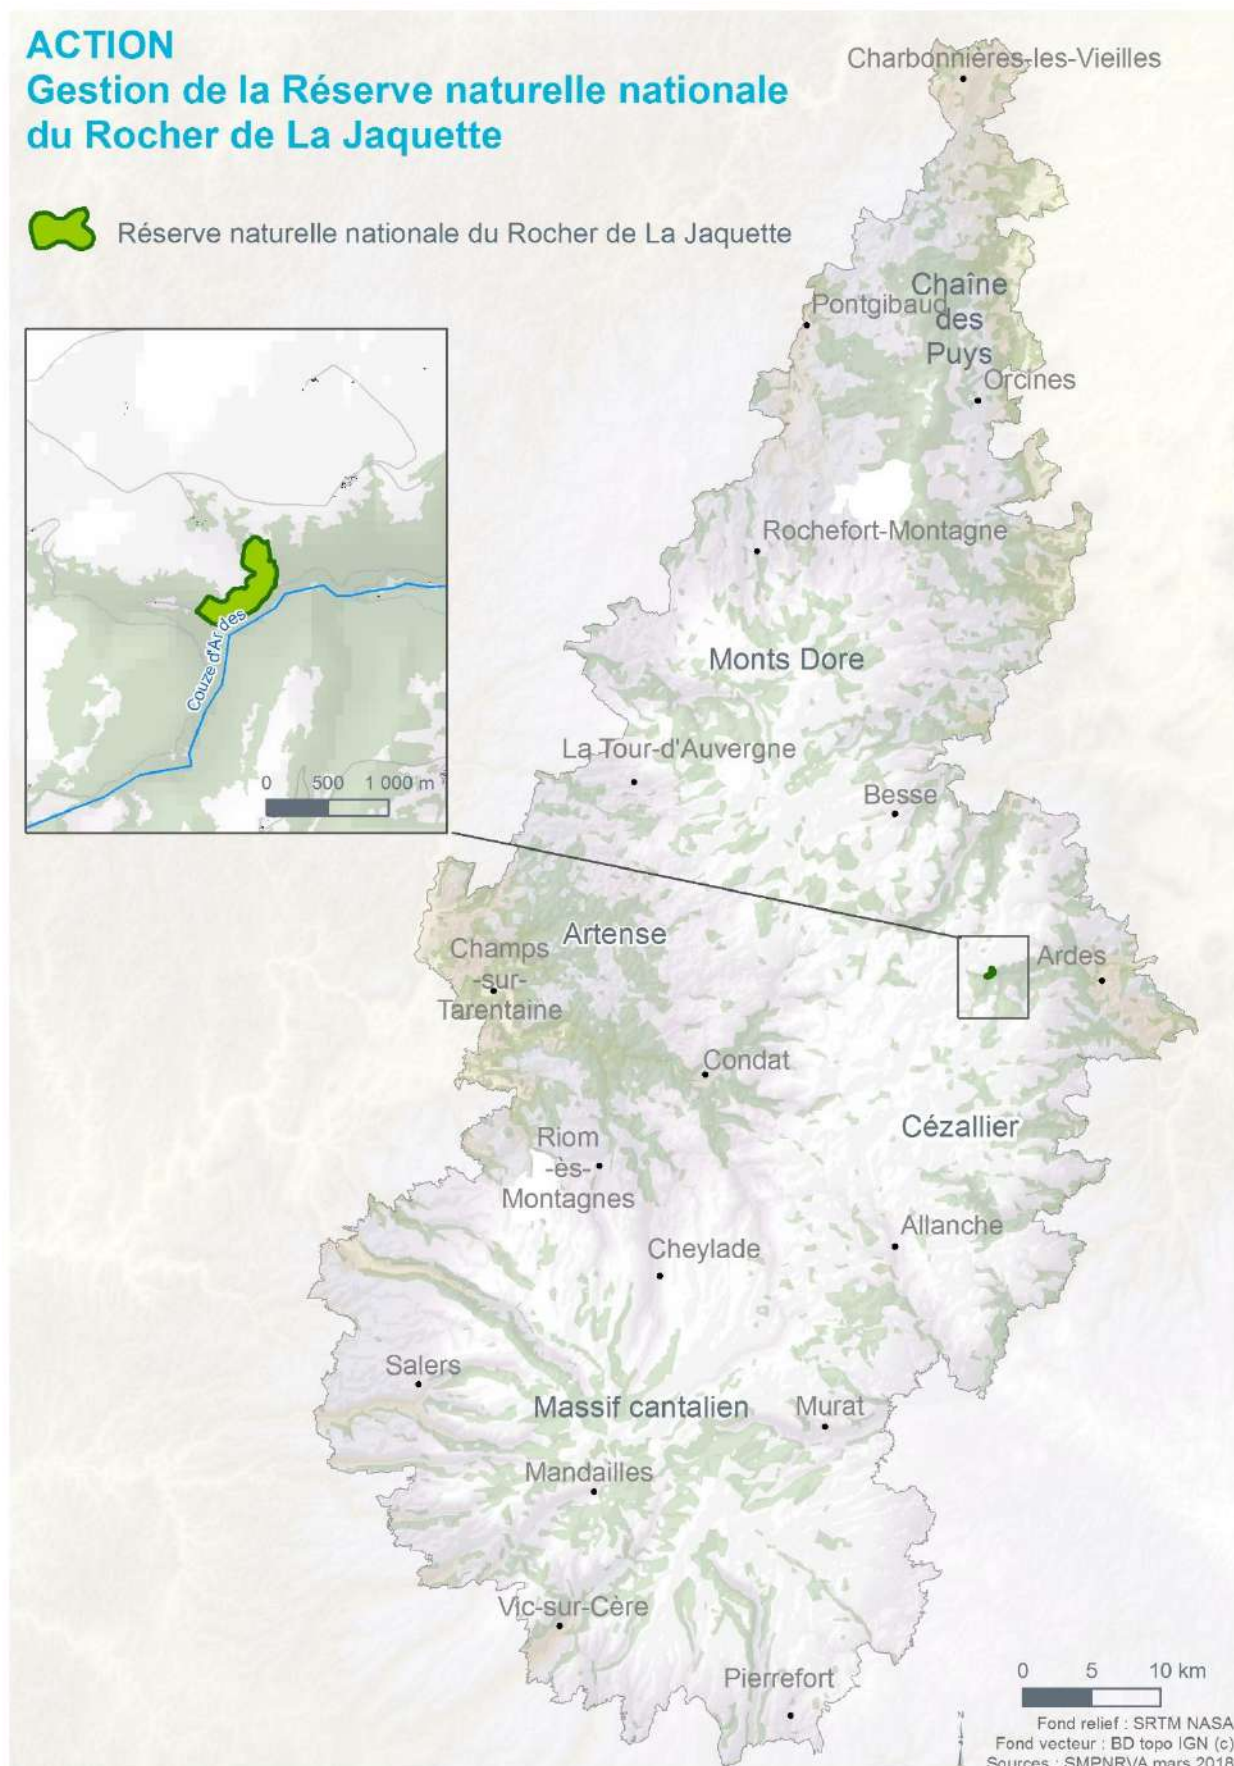 ACTION
Gestion de la Réserve naturelle nationale
du Rocher de La Jaquette
Réserve naturelle nationale du Rocher de La Jaquette
Charbonnières-les-Vieilles
Chaîne
des
Puys
Pontgibaud
Orcines
Rochefort-Montagne
Monts Dore
Couze d'Ardes
0 500 1 000 m
La Tour-d'Auvergne
Besse
Artense
Champs
-sur-
Tarentaine
Ardes
Condat
Cézallier
Riom
-ès-
Montagnes
Allanche
Cheylade
Salers
Massif cantalien
Murat
Mandailles
Vic-sur-Cère
Pierrefort
0 5 10 km
N
Fond relief : SRTM NASA
Fond vecteur : BD topo IGN (c)
Sources : SMPNRVA mars 2018